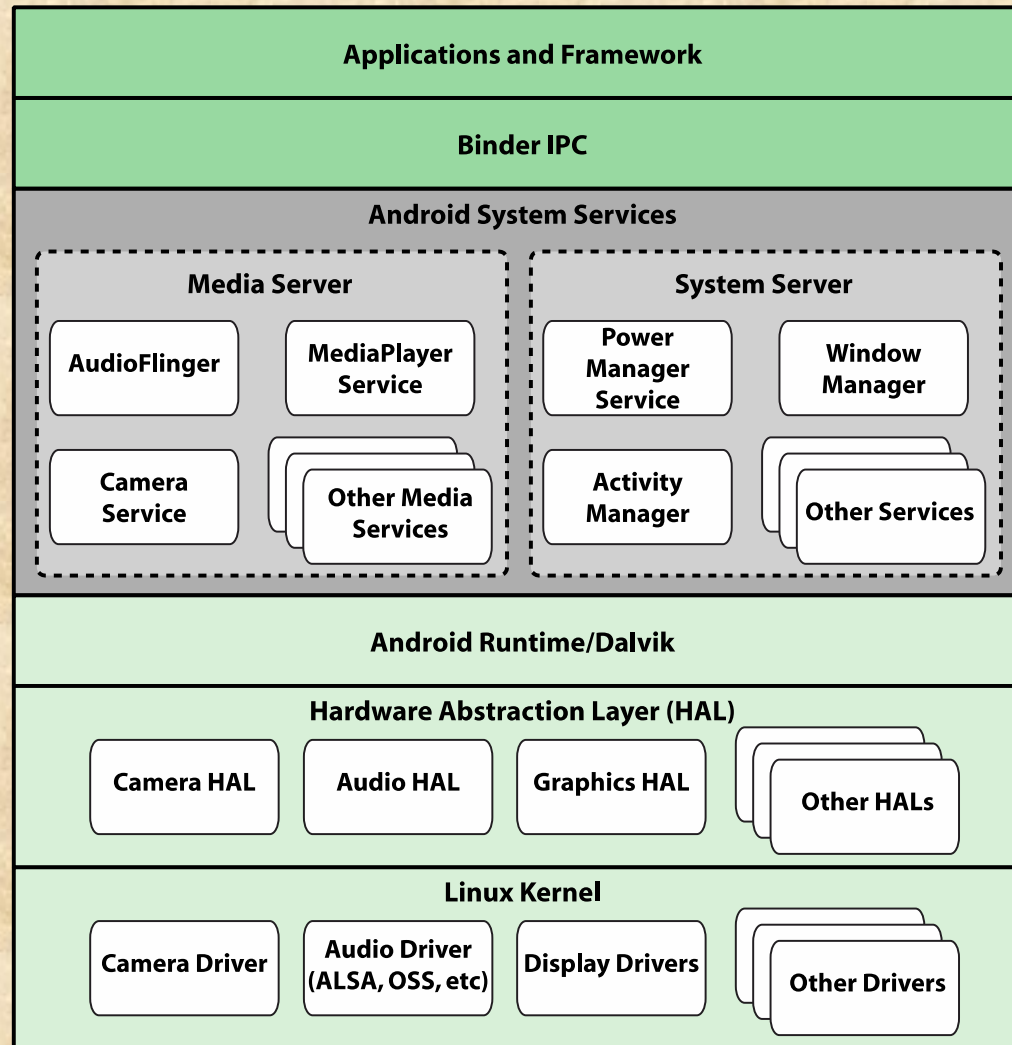 Applications and Framework
Binder IPC
Android System Services
Media Server
AudioFlinger
MediaPlayer
Service
Camera
Service
Other Media
Services
System Server
Power
Manager
Service
Window
Manager
Activity
Manager
Other Services
Android Runtime/Dalvik
Hardware Abstraction Layer (HAL)
Camera HAL
Audio HAL
Graphics HAL
Other HALs
Linux Kernel
Camera Driver
Audio Driver
(ALSA, OSS, etc)
Display Drivers
Other Drivers